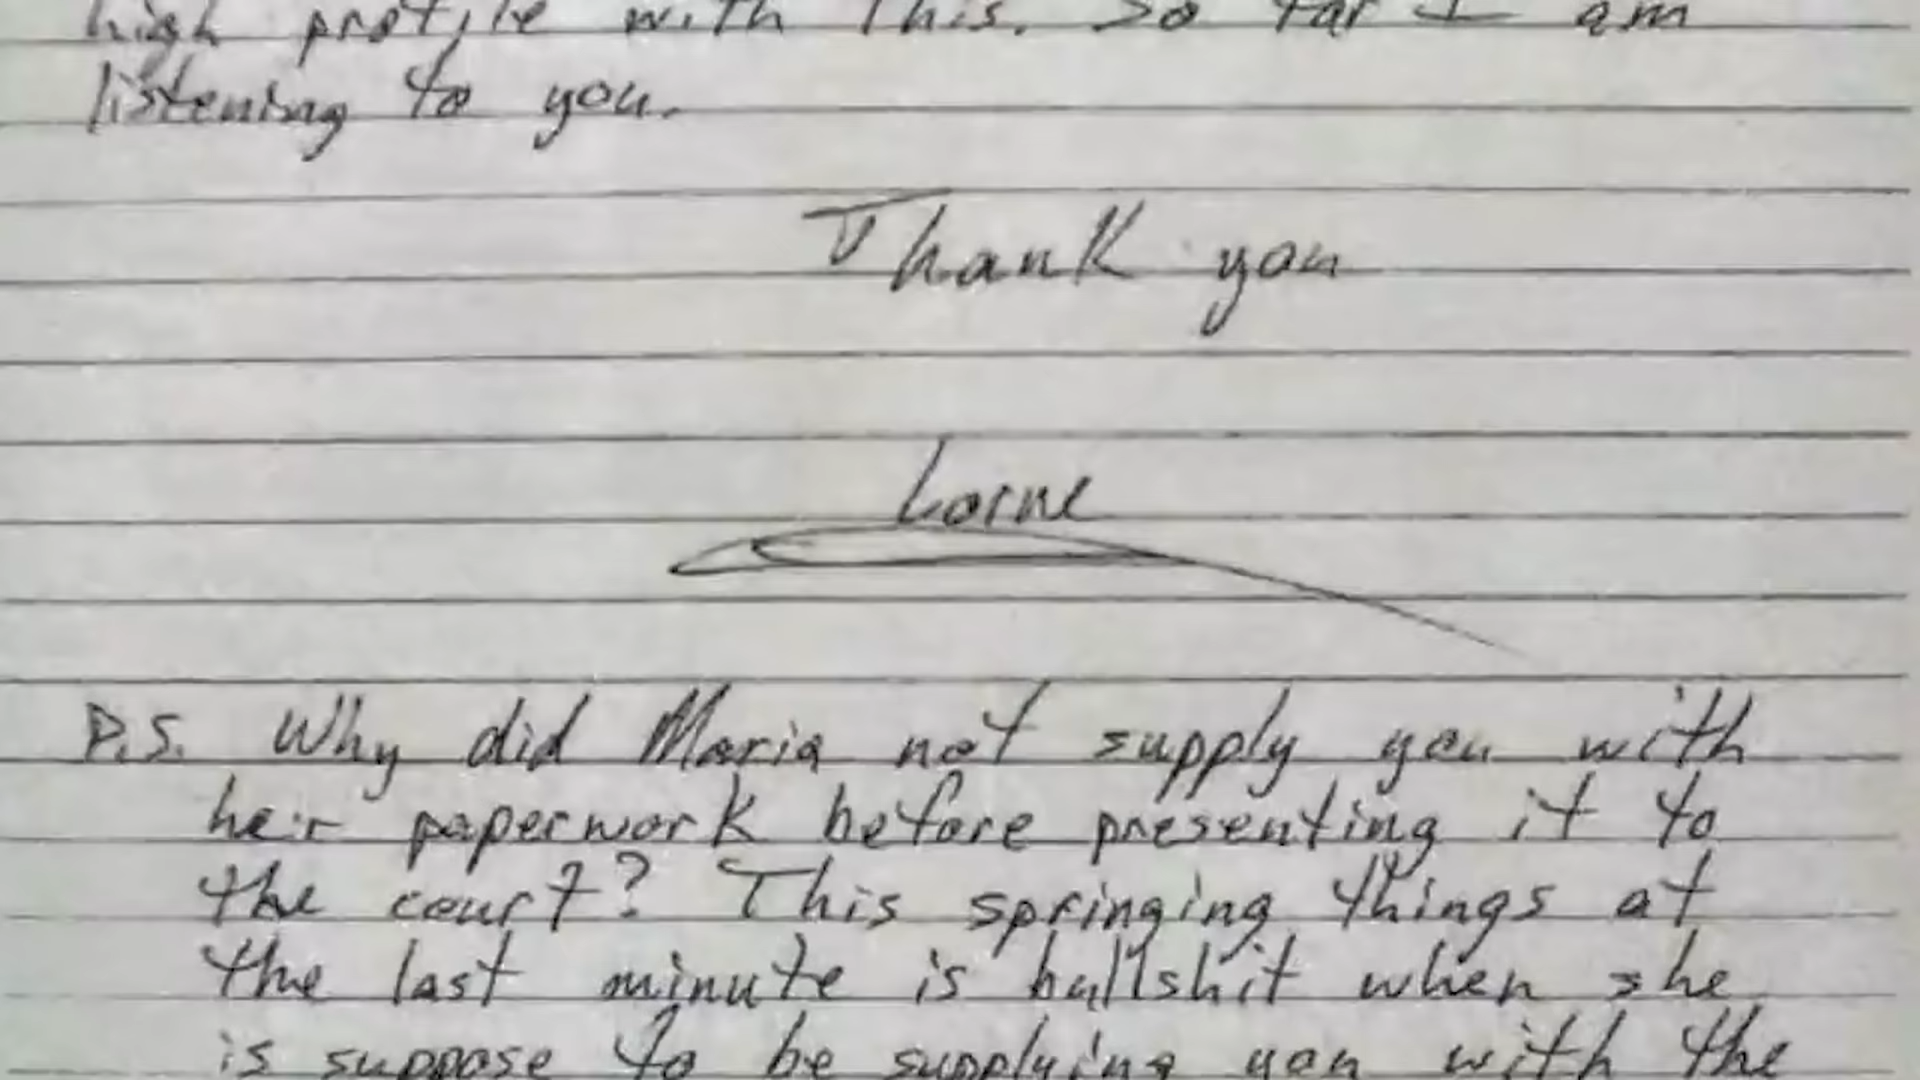 high profile with this. So far I am
listening to you.
Thank you
Lorne
P.S. Why did Maria not supply you with
heir paperwork before presenting it to
the court? This springing things at
the last minute is bullshit when she
is suppose to be supplying you with the